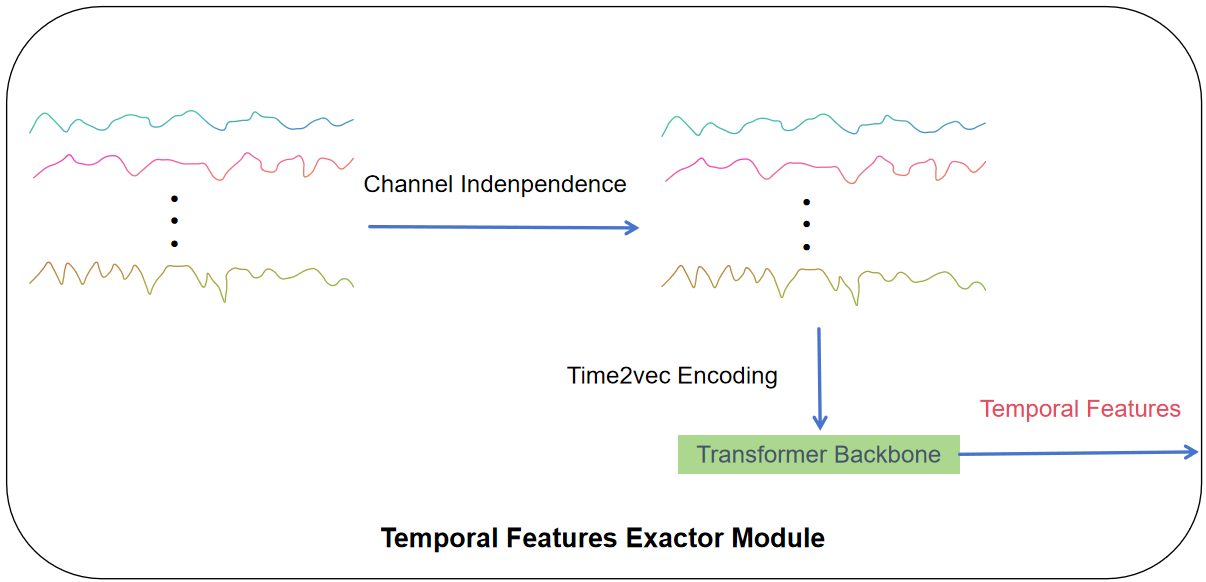 Channel Indenpendence
Time2vec Encoding
Temporal Features
Transformer Backbone
Temporal Features Exactor Module